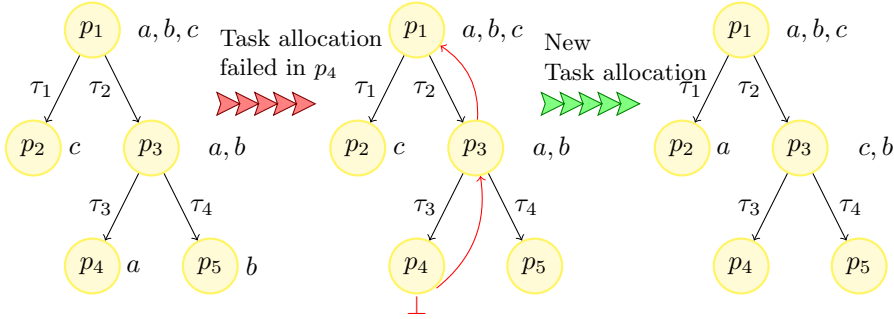 p1 a, b, c
τ1 τ2
p2 c p3 a, b
τ3 τ4
p4 a p5 b
Task allocation
failed in p4
p1 a, b, c
τ1 τ2
p2 c p3 a, b
τ3 τ4
p4 p5
New
Task allocation
p1 a, b, c
τ1 τ2
p2 a p3 c, b
τ3 τ4
p4 p5